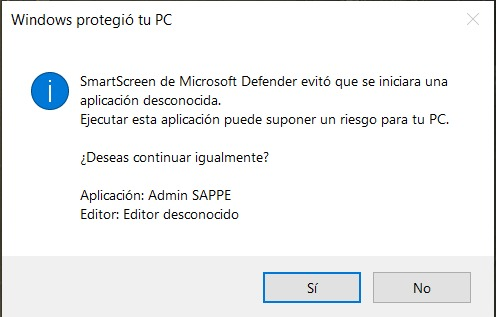 Windows protegió tu PC
SmartScreen de Microsoft Defender evitó que se iniciara una
aplicación desconocida.
Ejecutar esta aplicación puede suponer un riesgo para tu PC.
¿Deseas continuar igualmente?
Aplicación: Admin SAPPE
Editor: Editor desconocido
Sí
No